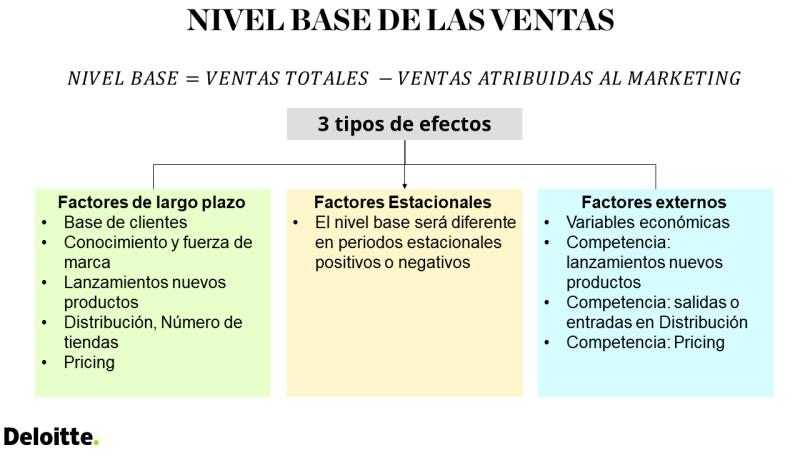 NIVEL BASE DE LAS VENTAS
NIVEL BASE = VENTAS TOTALES − VENTAS ATRIBUIDAS AL MARKETING
3 tipos de efectos
Factores de largo plazo
• Base de clientes
• Conocimiento y fuerza de
marca
• Lanzamientos nuevos
productos
• Distribución, Número de
tiendas
• Pricing
Factores Estacionales
• El nivel base será diferente
en periodos estacionales
positivos o negativos
Factores externos
• Variables económicas
• Competencia:
lanzamientos nuevos
productos
• Competencia: salidas o
entradas en Distribución
• Competencia: Pricing
Deloitte.